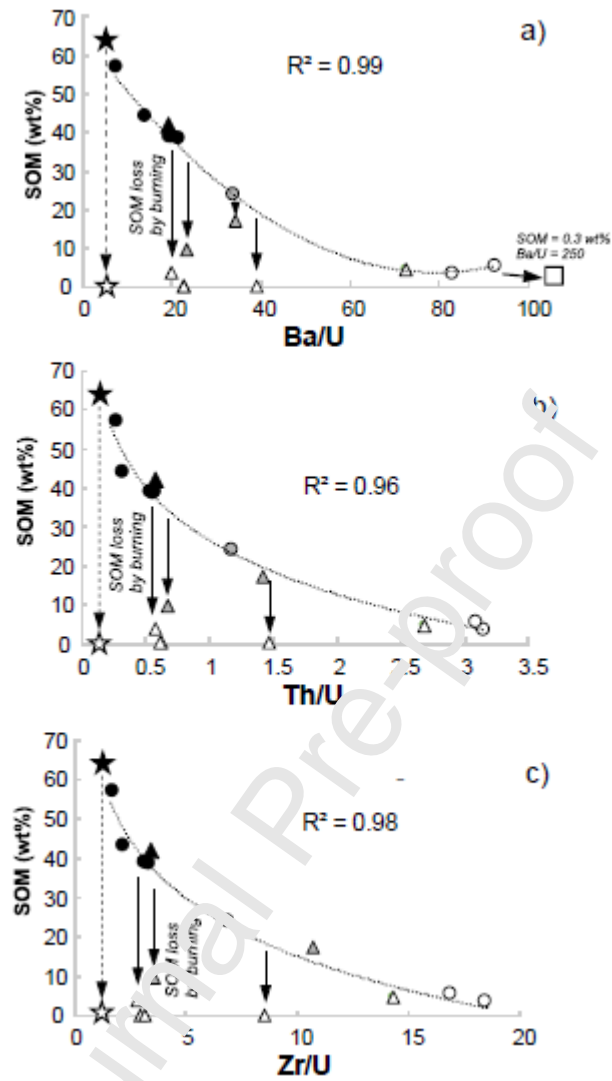 a)
R² = 0.99
SOM (wt%)
70
60
50
40
30
20
10
0
SOM loss
by burning
SOM = 0.3 wt%
Ba/U = 250
0
20
40
60
80
100
Ba/U
b)
R² = 0.96
SOM (wt%)
70
60
50
40
30
20
10
0
SOM loss
by burning
0
0.5
1
1.5
2
2.5
3
3.5
Th/U
c)
R² = 0.98
SOM (wt%)
70
60
50
40
30
20
10
0
SOM loss
by burning
0
5
10
15
20
Zr/U
Pre-proof